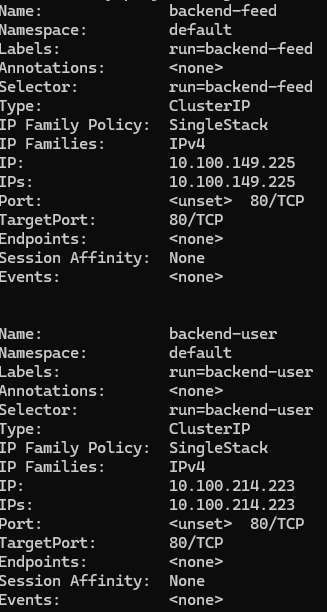 Name:              backend-feed
Namespace:         default
Labels:            run=backend-feed
Annotations:       <none>
Selector:          run=backend-feed
Type:              ClusterIP
IP Family Policy:  SingleStack
IP Families:       IPv4
IP:                10.100.149.225
IPs:               10.100.149.225
Port:              <unset>  80/TCP
TargetPort:        80/TCP
Endpoints:         <none>
Session Affinity:  None
Events:            <none>
Name:              backend-user
Namespace:         default
Labels:            run=backend-user
Annotations:       <none>
Selector:          run=backend-user
Type:              ClusterIP
IP Family Policy:  SingleStack
IP Families:       IPv4
IP:                10.100.214.223
IPs:               10.100.214.223
Port:              <unset>  80/TCP
TargetPort:        80/TCP
Endpoints:         <none>
Session Affinity:  None
Events:            <none>